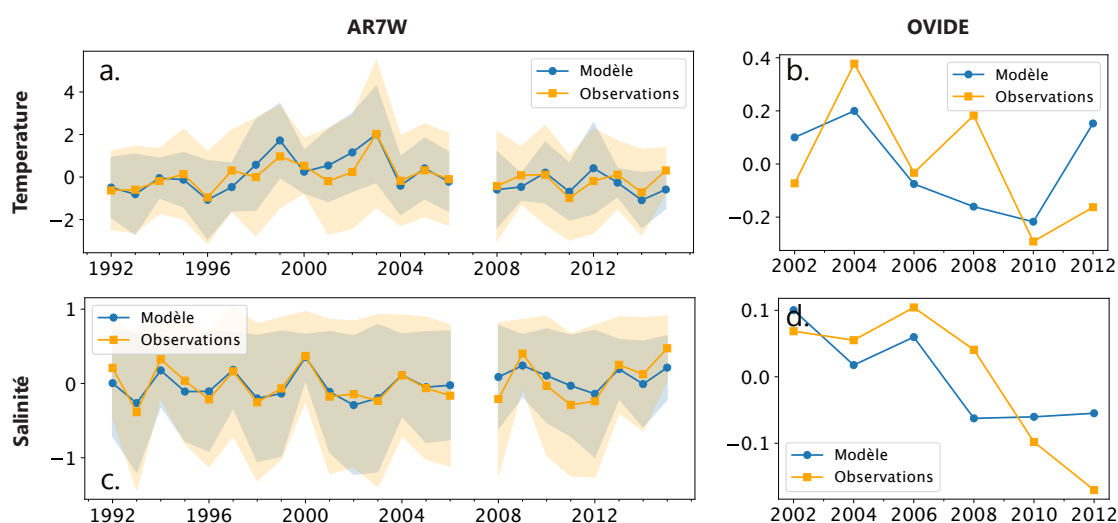 AR7W
OVIDE
a.
Modèle
Observations
4
2
0
−2
Temperature
1992 1996 2000 2004 2008 2012
b.
Modèle
Observations
0.4
0.2
0.0
−0.2
2002 2004 2006 2008 2010 2012
Modèle
Observations
1
0
−1
Salinité
c.
1992 1996 2000 2004 2008 2012
d.
0.1
0.0
−0.1
Modèle
Observations
2002 2004 2006 2008 2010 2012